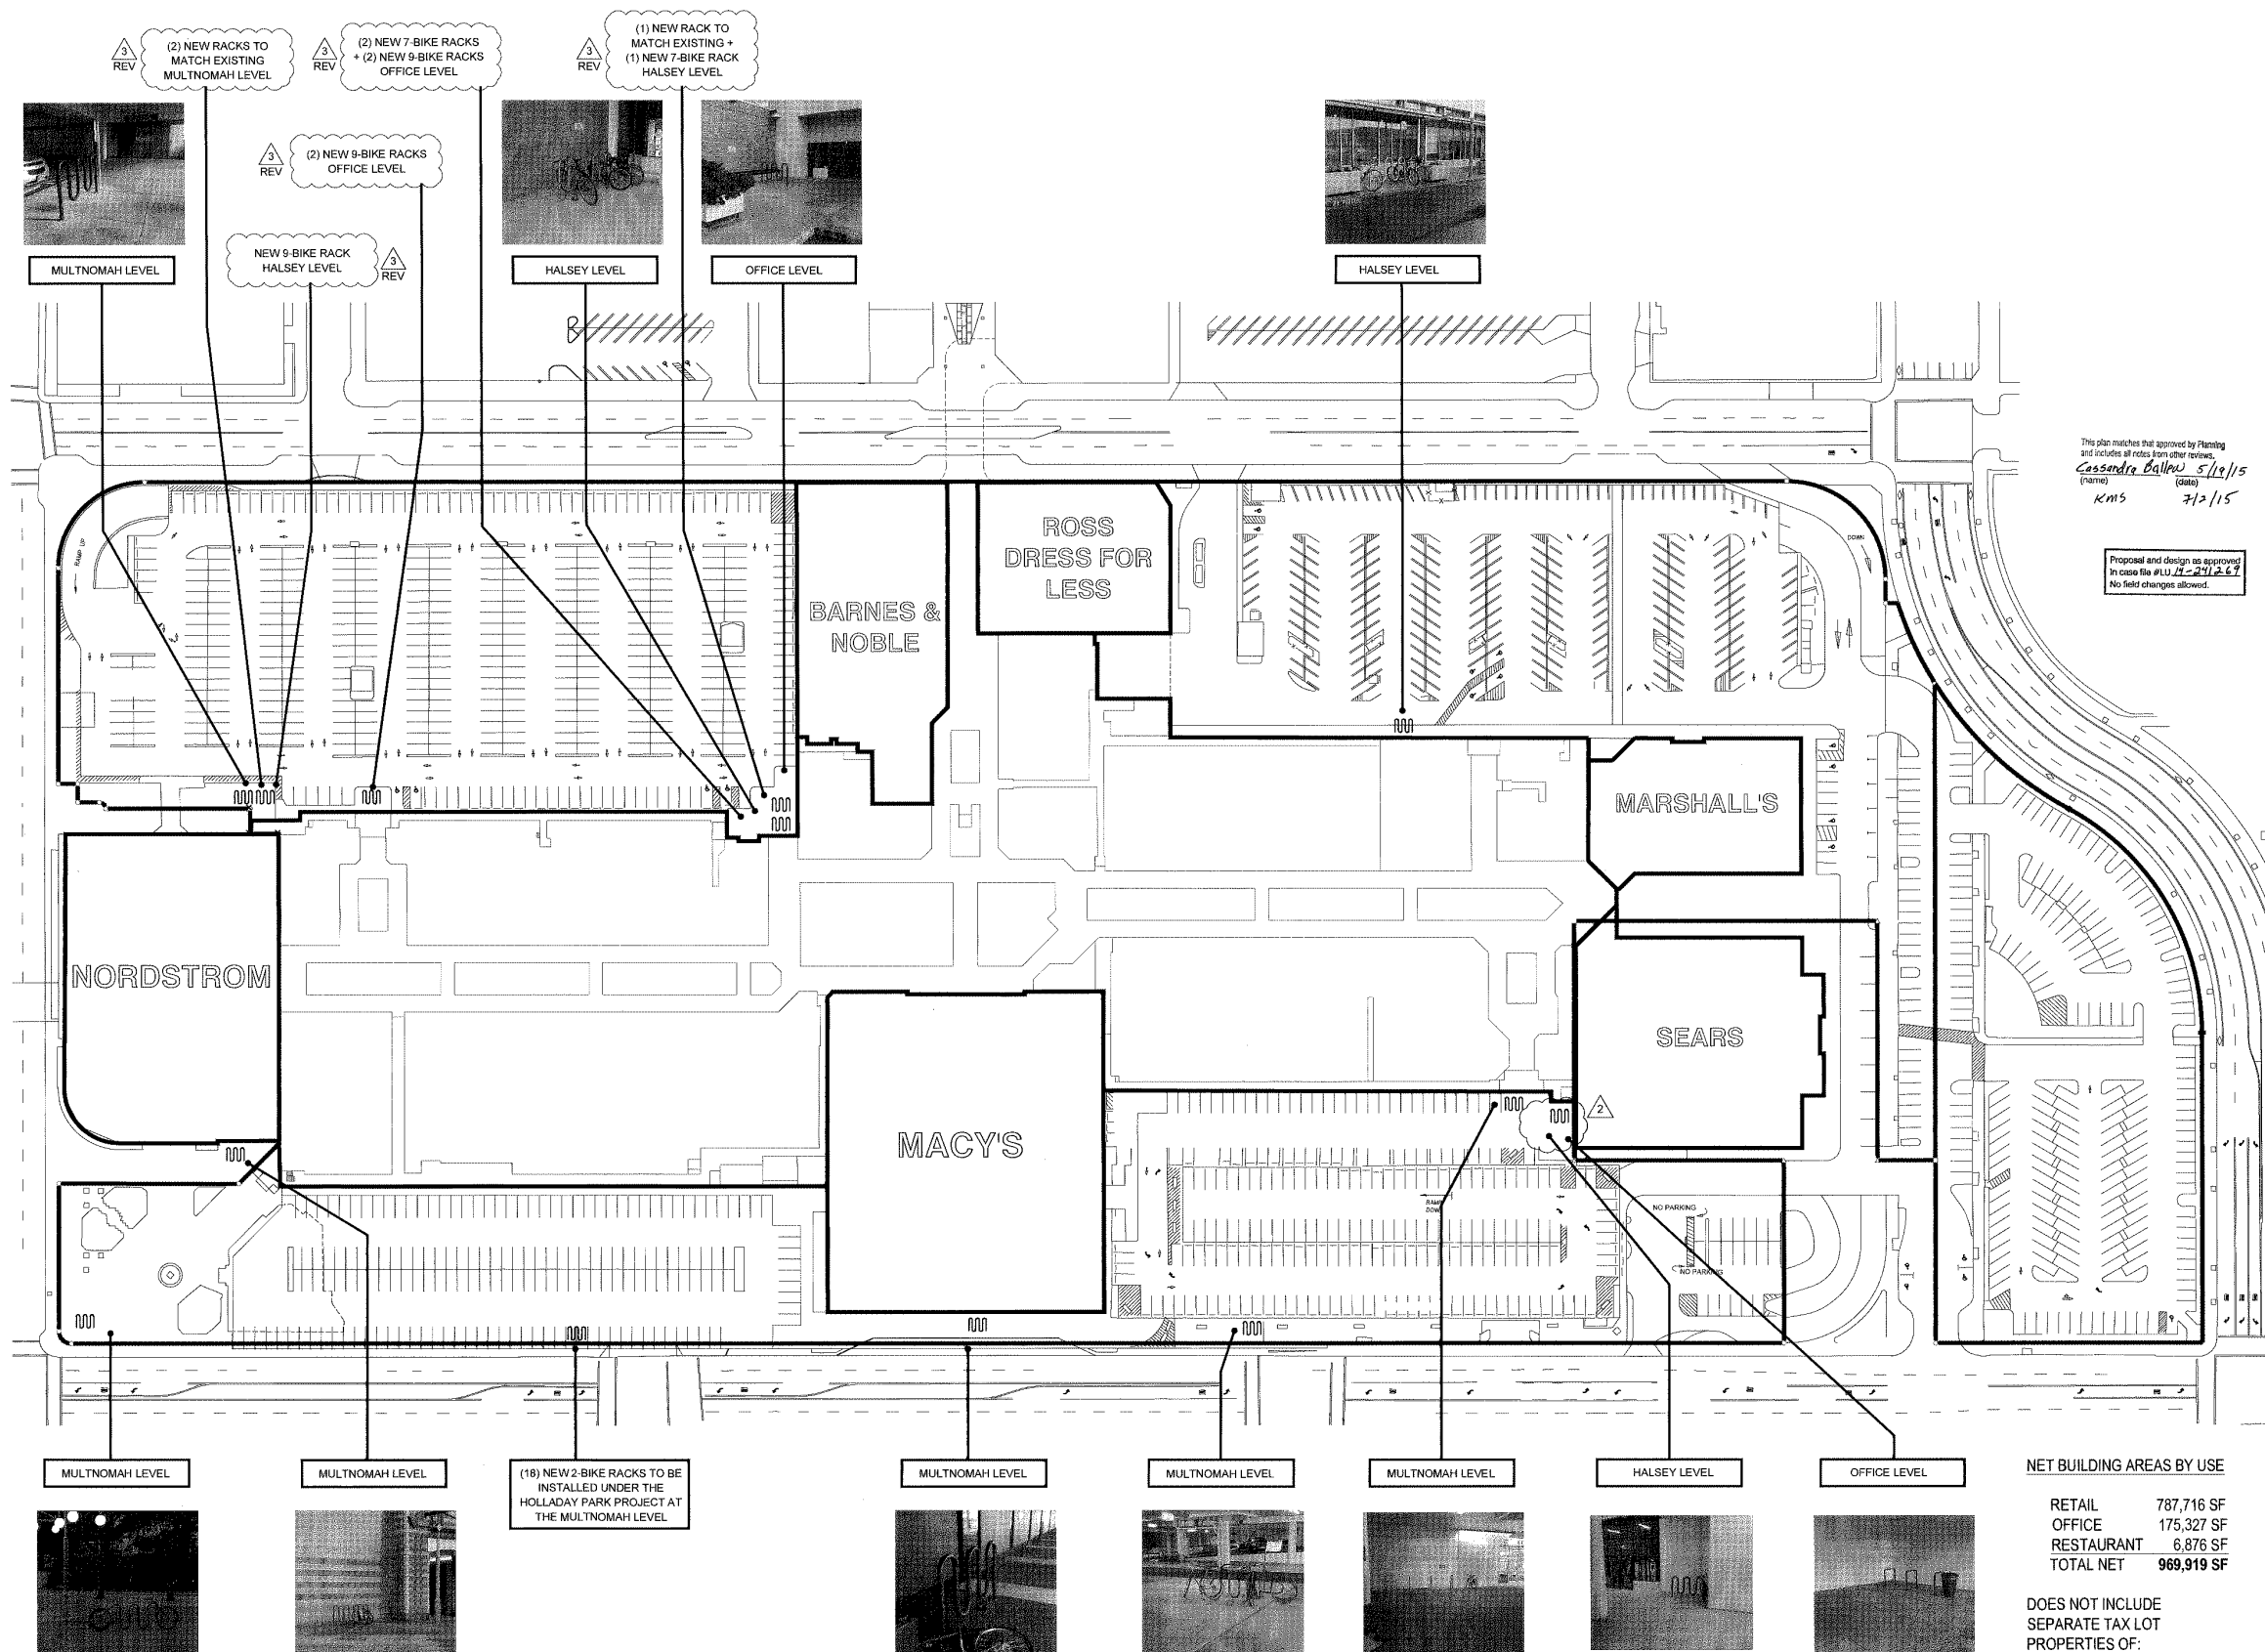 3
REV
(2) NEW RACKS TO
MATCH EXISTING
MULTNOMAH LEVEL
3
REV
(2) NEW 7-BIKE RACKS
+ (2) NEW 9-BIKE RACKS
OFFICE LEVEL
3
REV
(1) NEW RACK TO
MATCH EXISTING +
(1) NEW 7-BIKE RACK
HALSEY LEVEL
3
REV
(2) NEW 9-BIKE RACKS
OFFICE LEVEL
NEW 9-BIKE RACK
HALSEY LEVEL
3
REV
MULTNOMAH LEVEL
HALSEY LEVEL
OFFICE LEVEL
HALSEY LEVEL
This plan matches that approved by Planning
and includes all notes from other reviews.
Cassandra Ballew 5/19/15
(name) (date)
KMS 7/2/15
Proposal and design as approved
in case file #LU 14-241269
No field changes allowed.
RAMP UP
DOWN
ROSS
DRESS FOR
LESS
BARNES &
NOBLE
MARSHALL'S
NORDSTROM
SEARS
MACY'S
2
RAMP
DOWN
NO PARKING
NO PARKING
MULTNOMAH LEVEL
MULTNOMAH LEVEL
(18) NEW 2-BIKE RACKS TO BE
INSTALLED UNDER THE
HOLLADAY PARK PROJECT AT
THE MULTNOMAH LEVEL
MULTNOMAH LEVEL
MULTNOMAH LEVEL
MULTNOMAH LEVEL
HALSEY LEVEL
OFFICE LEVEL
NET BUILDING AREAS BY USE
RETAIL 787,716 SF
OFFICE 175,327 SF
RESTAURANT 6,876 SF
TOTAL NET 969,919 SF
DOES NOT INCLUDE
SEPARATE TAX LOT
PROPERTIES OF: